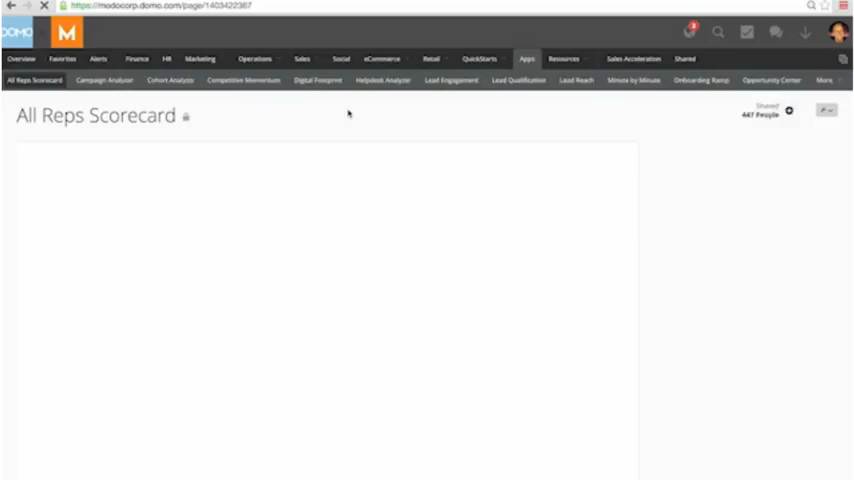 https://modocorp.domo.com/page/1403422367
DOMO
M
3
Overview Favorites Alerts Finance HR Marketing Operations Sales Social eCommerce Retail QuickStarts Apps Resources Sales Acceleration Shared
All Reps Scorecard Campaign Analyzer Cohort Analysis Competitive Momentum Digital Footprint Helpdesk Analyzer Lead Engagement Lead Qualification Lead Reach Minute by Minute Onboarding Ramp Opportunity Center More
All Reps Scorecard
Shared
447 People